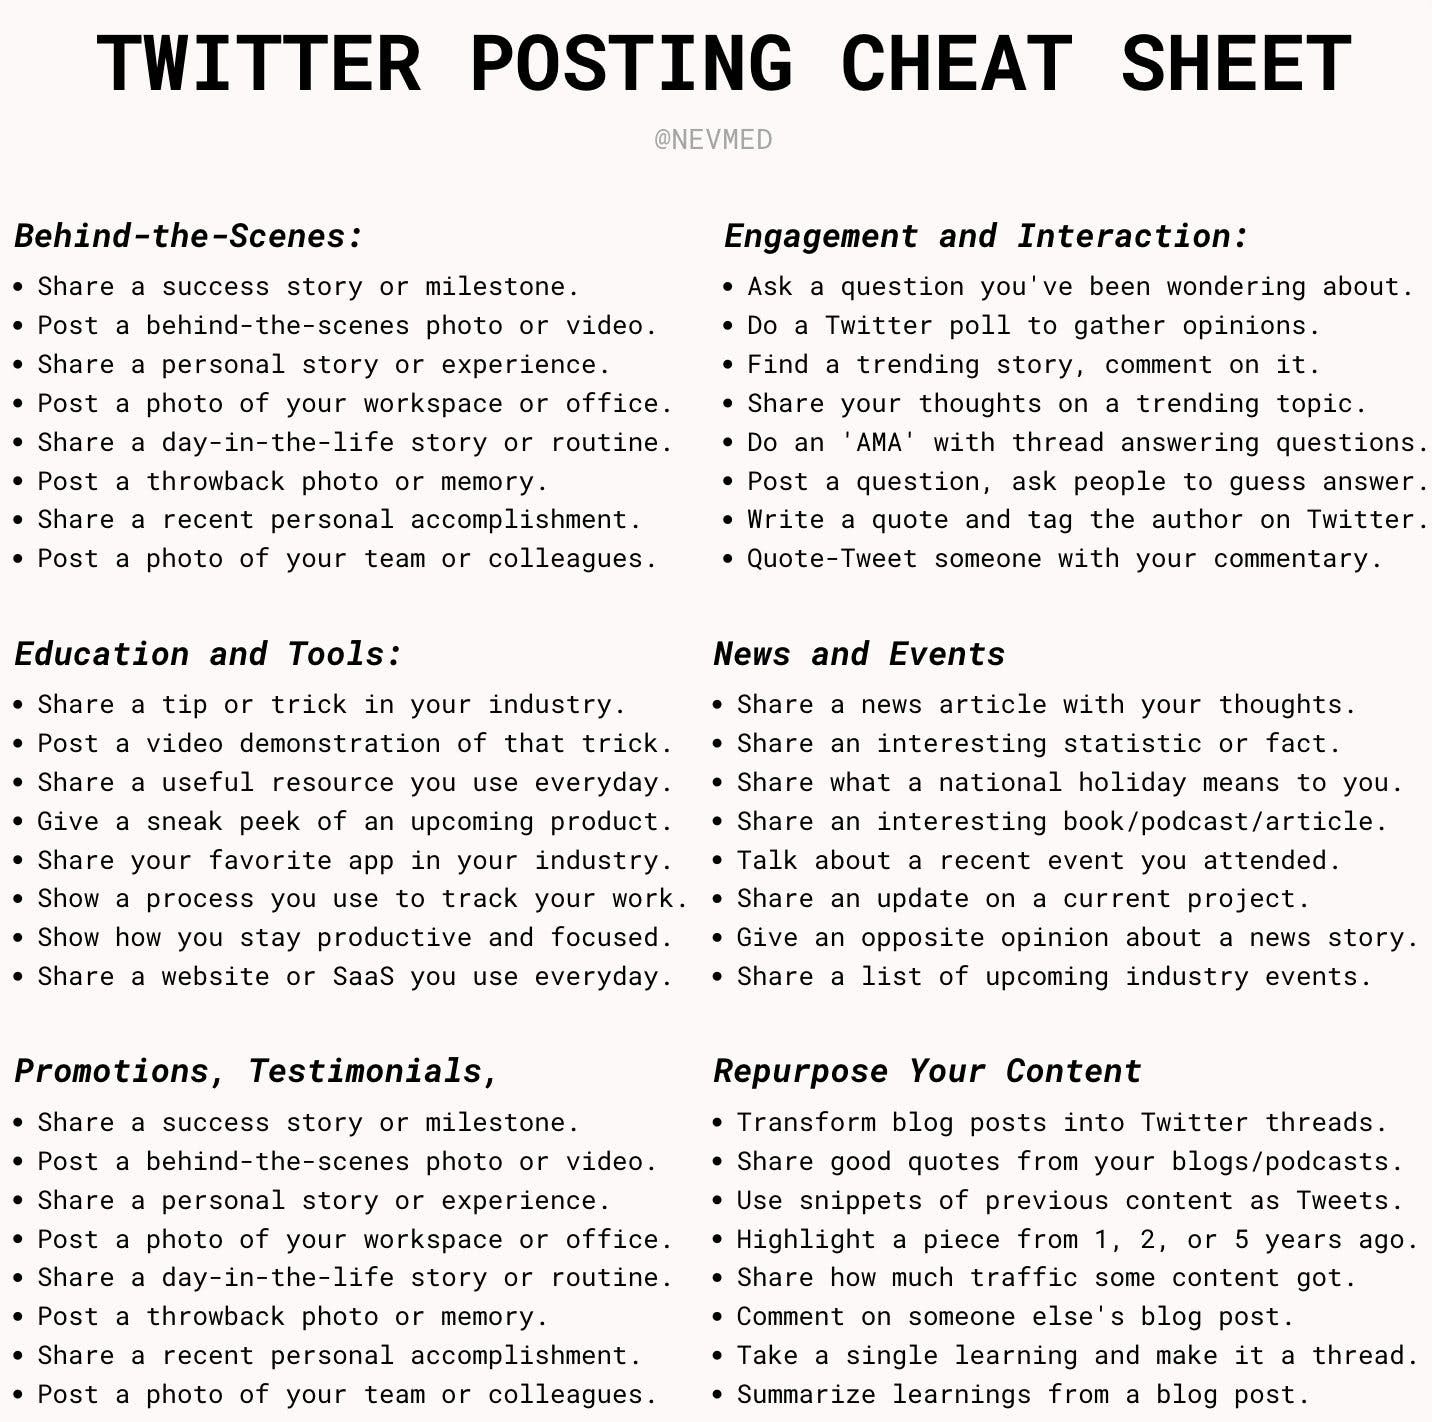 TWITTER POSTING CHEAT SHEET
@NEVMED
Behind-the-Scenes:
• Share a success story or milestone.
• Post a behind-the-scenes photo or video.
• Share a personal story or experience.
• Post a photo of your workspace or office.
• Share a day-in-the-life story or routine.
• Post a throwback photo or memory.
• Share a recent personal accomplishment.
• Post a photo of your team or colleagues.
Engagement and Interaction:
• Ask a question you've been wondering about.
• Do a Twitter poll to gather opinions.
• Find a trending story, comment on it.
• Share your thoughts on a trending topic.
• Do an 'AMA' with thread answering questions.
• Post a question, ask people to guess answer.
• Write a quote and tag the author on Twitter.
• Quote-Tweet someone with your commentary.
Education and Tools:
• Share a tip or trick in your industry.
• Post a video demonstration of that trick.
• Share a useful resource you use everyday.
• Give a sneak peek of an upcoming product.
• Share your favorite app in your industry.
• Show a process you use to track your work.
• Show how you stay productive and focused.
• Share a website or SaaS you use everyday.
News and Events
• Share a news article with your thoughts.
• Share an interesting statistic or fact.
• Share what a national holiday means to you.
• Share an interesting book/podcast/article.
• Talk about a recent event you attended.
• Share an update on a current project.
• Give an opposite opinion about a news story.
• Share a list of upcoming industry events.
Promotions, Testimonials,
• Share a success story or milestone.
• Post a behind-the-scenes photo or video.
• Share a personal story or experience.
• Post a photo of your workspace or office.
• Share a day-in-the-life story or routine.
• Post a throwback photo or memory.
• Share a recent personal accomplishment.
• Post a photo of your team or colleagues.
Repurpose Your Content
• Transform blog posts into Twitter threads.
• Share good quotes from your blogs/podcasts.
• Use snippets of previous content as Tweets.
• Highlight a piece from 1, 2, or 5 years ago.
• Share how much traffic some content got.
• Comment on someone else's blog post.
• Take a single learning and make it a thread.
• Summarize learnings from a blog post.